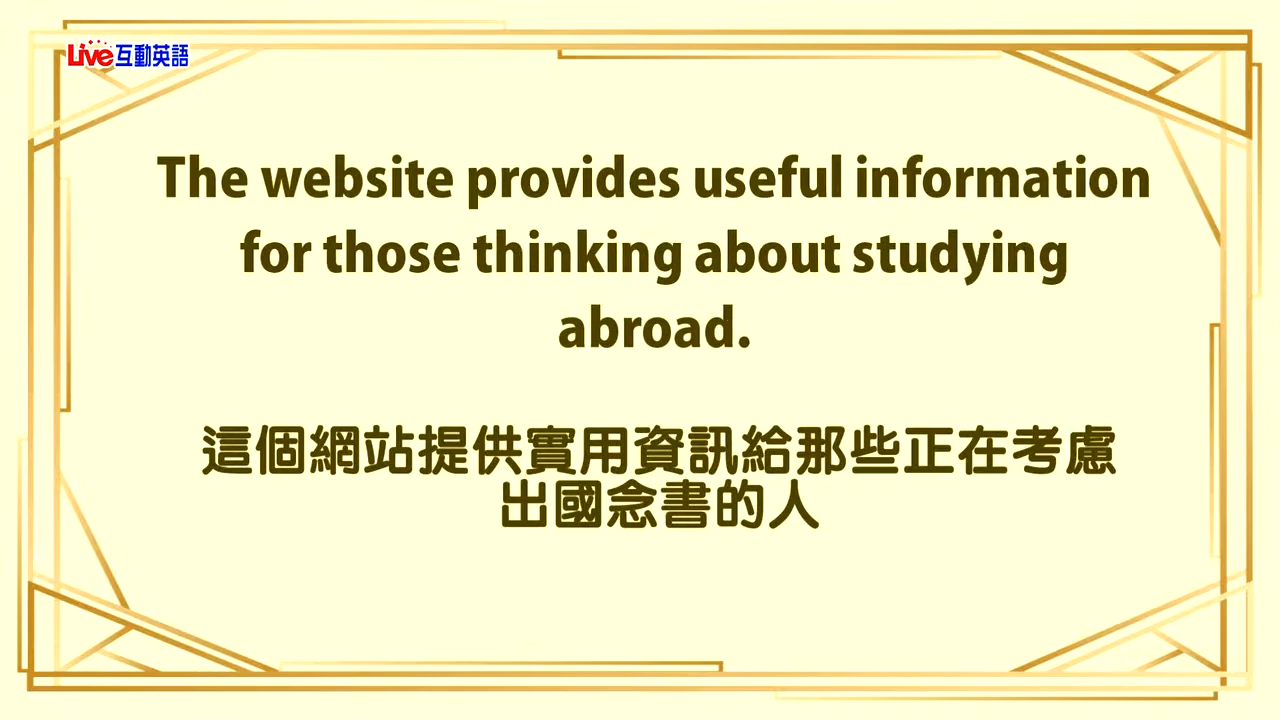 Live互動英語
The website provides useful information
for those thinking about studying
abroad.
這個網站提供實用資訊給那些正在考慮
出國念書的人